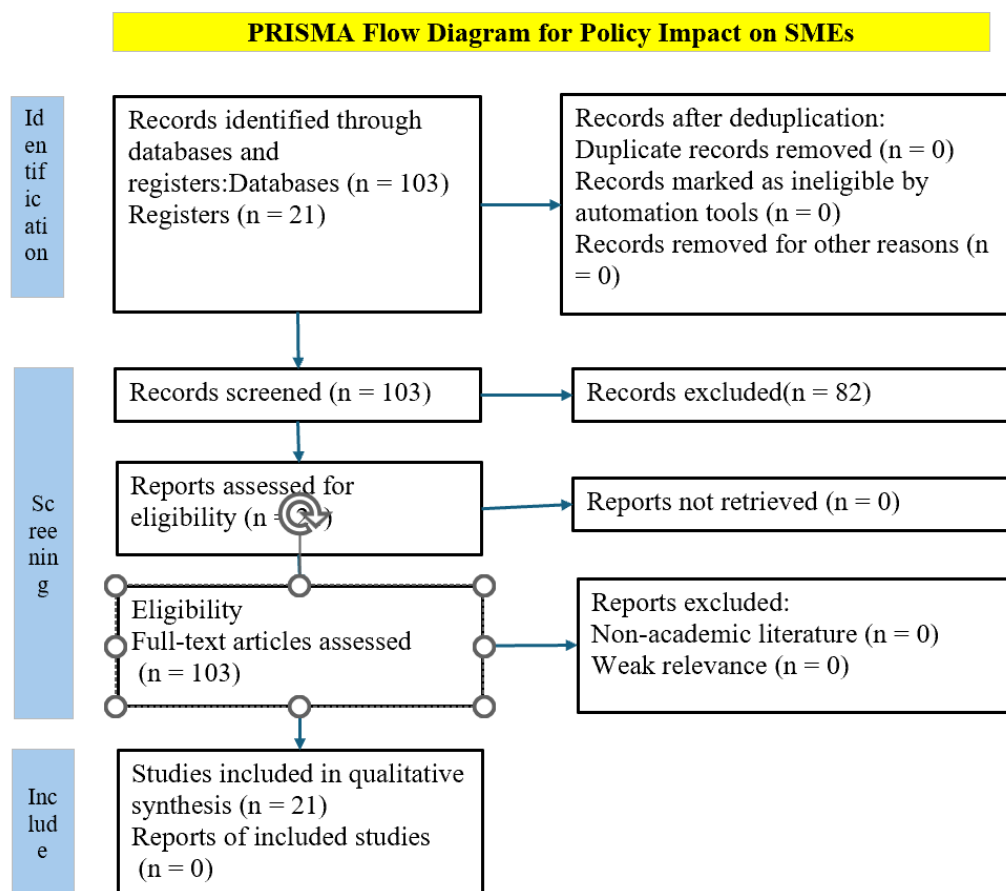 PRISMA Flow Diagram for Policy Impact on SMEs
Id
en
tif
ic
ati
on
Records identified through
databases and
registers:Databases (n = 103)
Registers (n = 21)
Records after deduplication:
Duplicate records removed (n = 0)
Records marked as ineligible by
automation tools (n = 0)
Records removed for other reasons (n
= 0)
Sc
ree
nin
g
Records screened (n = 103)
Records excluded(n = 82)
Reports assessed for
eligibility (n =
Reports not retrieved (n = 0)
Eligibility
Full-text articles assessed
(n = 103)
Reports excluded:
Non-academic literature (n = 0)
Weak relevance (n = 0)
Inc
lud
e
Studies included in qualitative
synthesis (n = 21)
Reports of included studies
(n = 0)